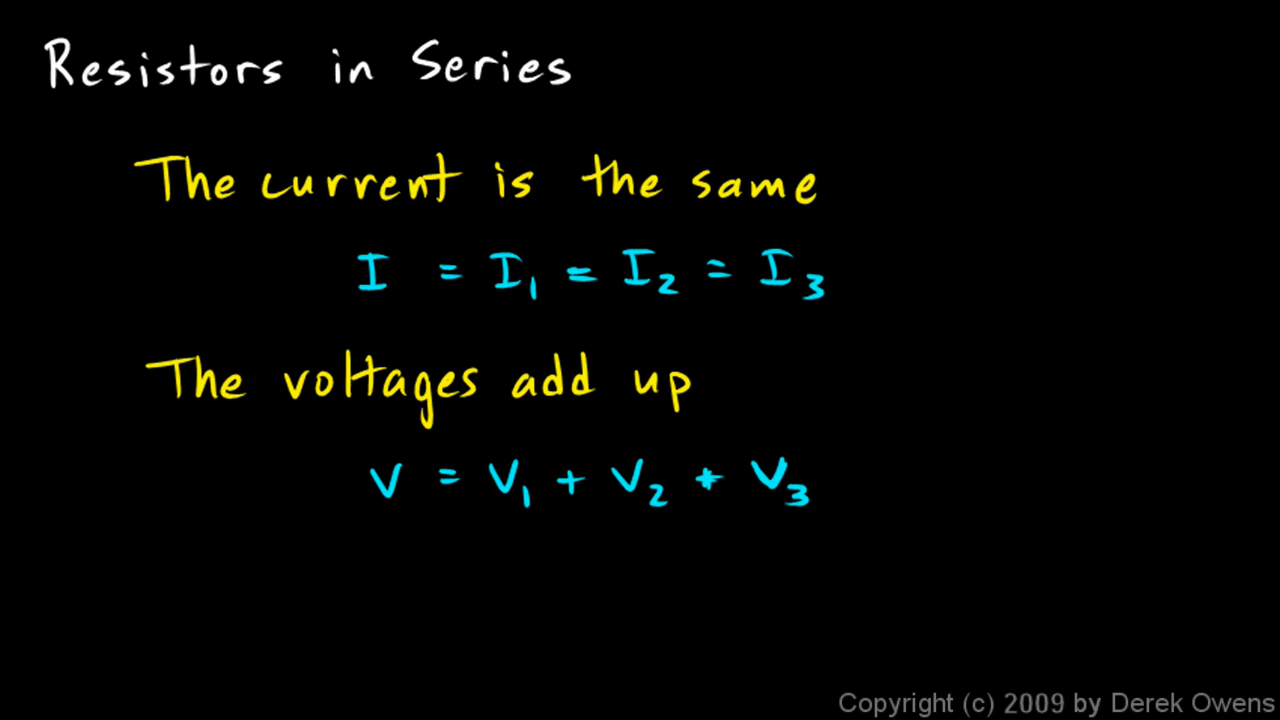 Resistors in Series
The current is the same
I = I₁ = I₂ = I₃
The voltages add up
V = V₁ + V₂ + V₃
Copyright (c) 2009 by Derek Owens